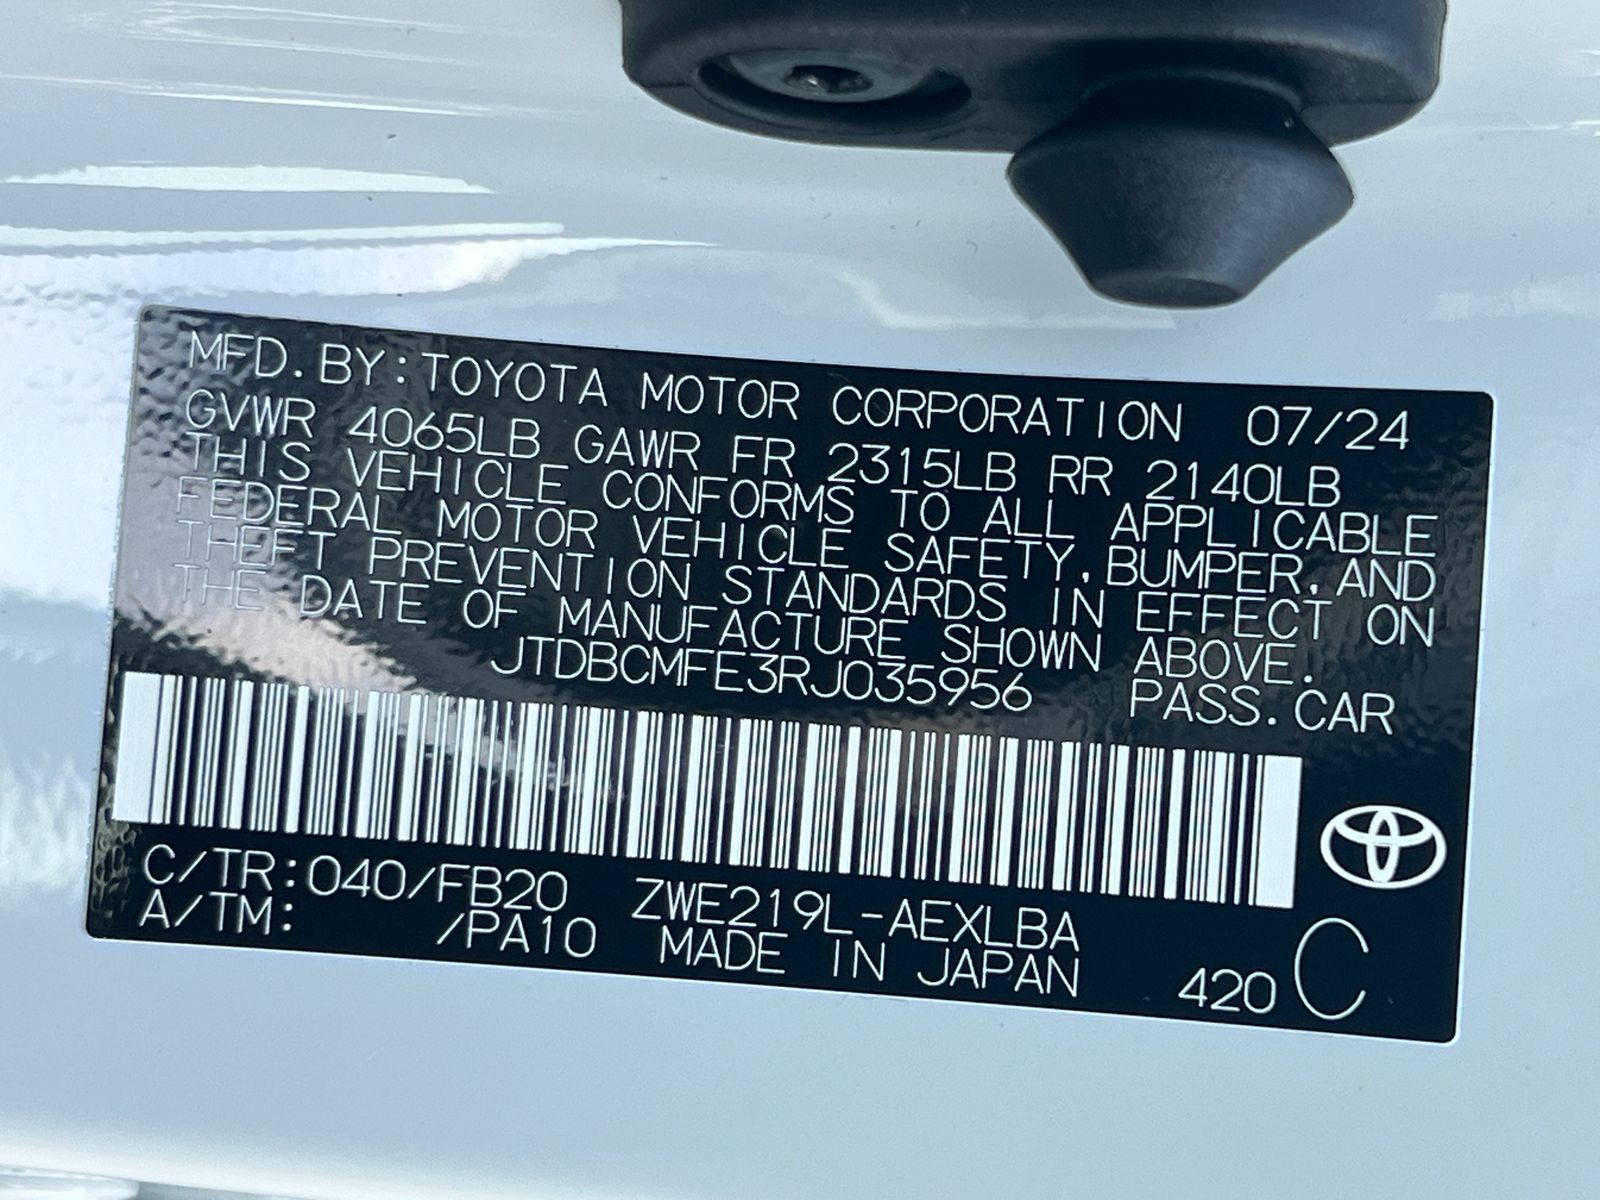 MFD. BY: TOYOTA MOTOR CORPORATION 07/24
GVWR 4065LB GAWR FR 2315LB RR 2140LB
THIS VEHICLE CONFORMS TO ALL APPLICABLE
FEDERAL MOTOR VEHICLE SAFETY, BUMPER, AND
THEFT PREVENTION STANDARDS IN EFFECT ON
THE DATE OF MANUFACTURE SHOWN ABOVE.
JTDBCMFE3RJ035956 PASS. CAR
C/TR: 040/FB20 ZWE219L-AEXLBA
A/TM: /PA10 MADE IN JAPAN 420 C